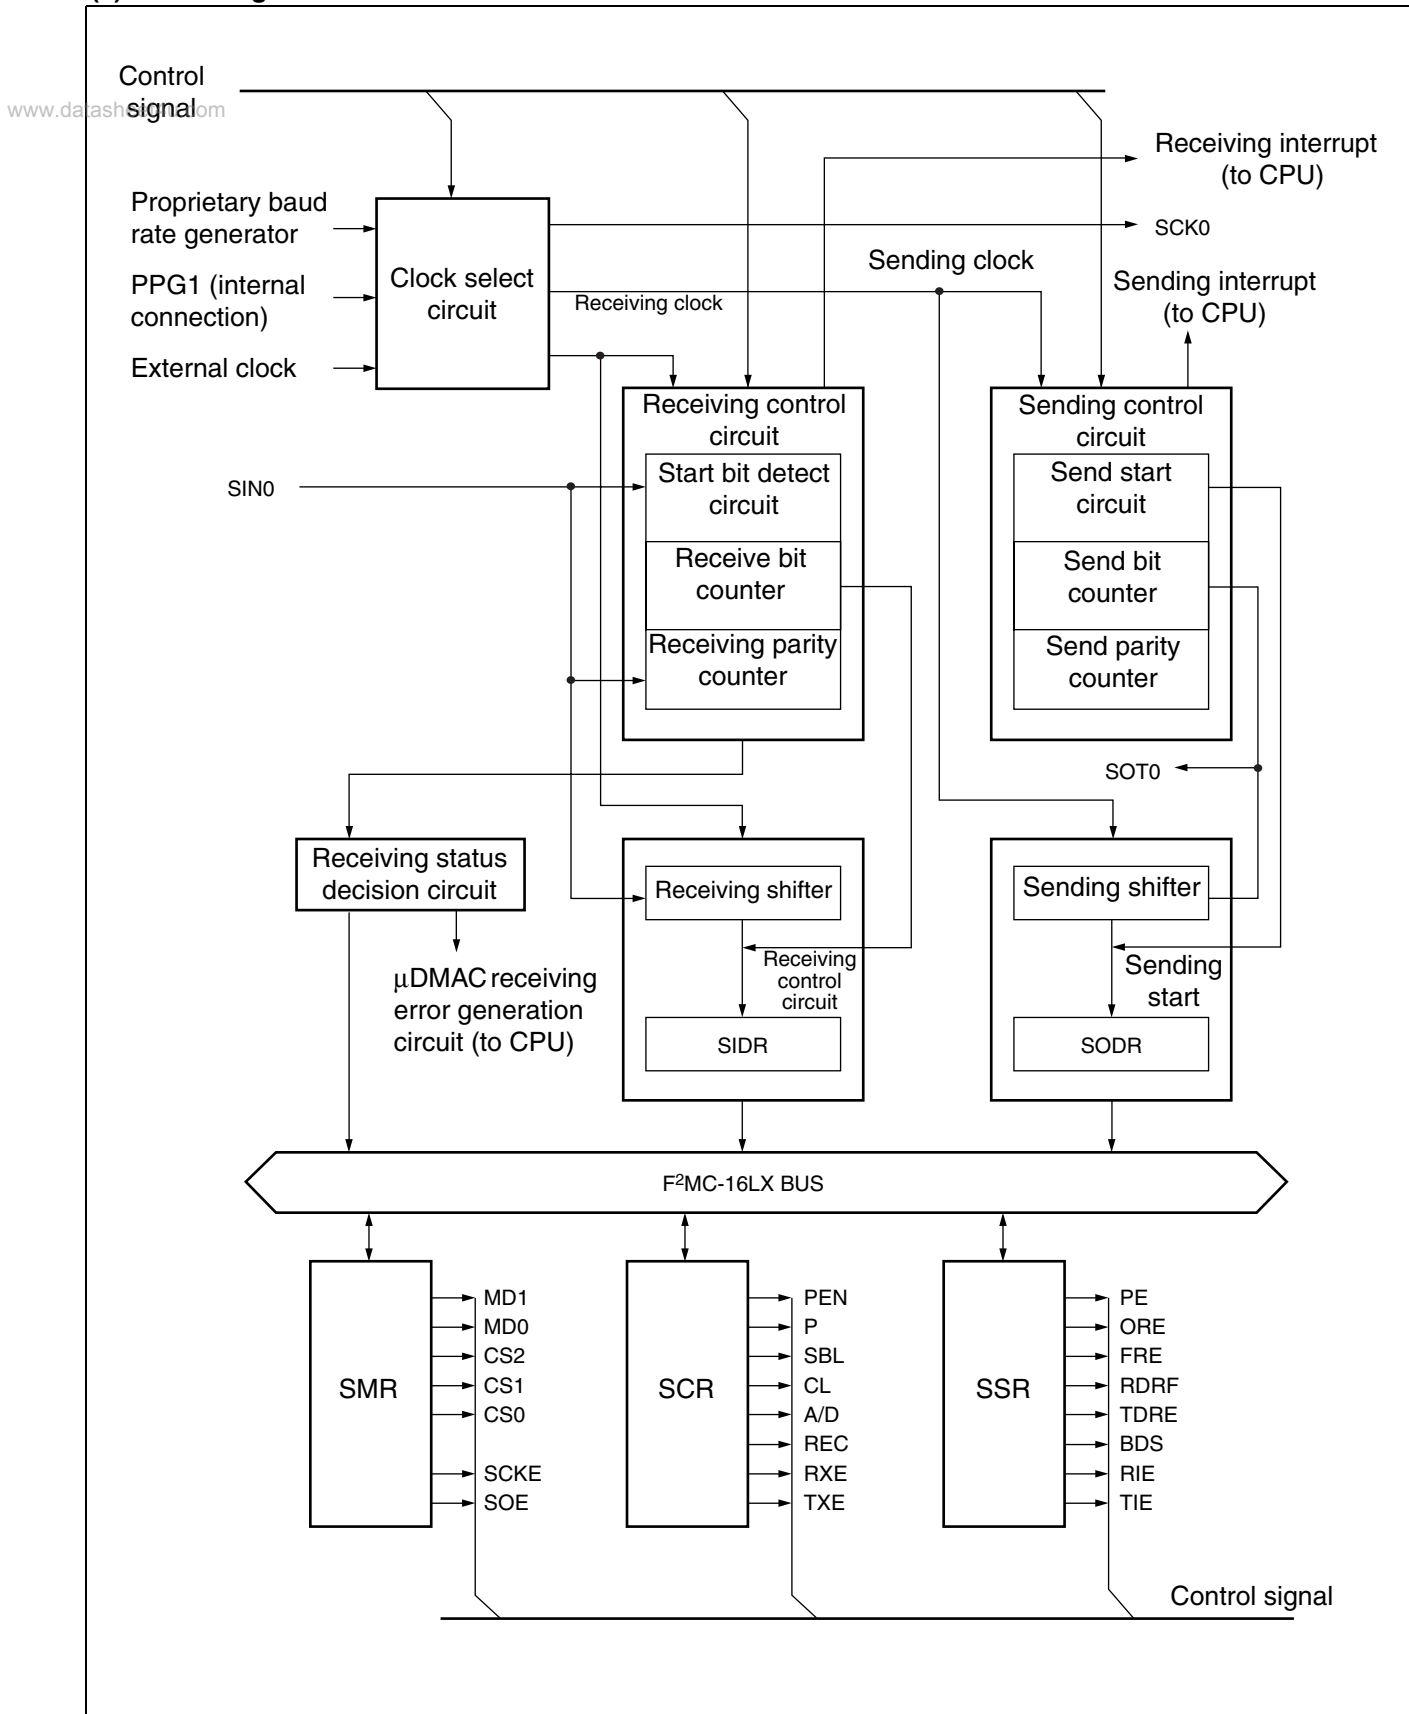 Control
signal
www.datasheet4u.com
Receiving interrupt
(to CPU)
Proprietary baud
rate generator
SCK0
Clock select
circuit
Sending clock
PPG1 (internal
connection)
Receiving clock
Sending interrupt
(to CPU)
External clock
Receiving control
circuit
Sending control
circuit
SIN0
Start bit detect
circuit
Send start
circuit
Receive bit
counter
Send bit
counter
Receiving parity
counter
Send parity
counter
SOT0
Receiving status
decision circuit
Receiving shifter
Sending shifter
μDMAC receiving
error generation
circuit (to CPU)
Receiving
control
circuit
Sending
start
SIDR
SODR
F²MC-16LX BUS
SMR
MD1
MD0
CS2
CS1
CS0
SCKE
SOE
SCR
PEN
P
SBL
CL
A/D
REC
RXE
TXE
SSR
PE
ORE
FRE
RDRF
TDRE
BDS
RIE
TIE
Control signal